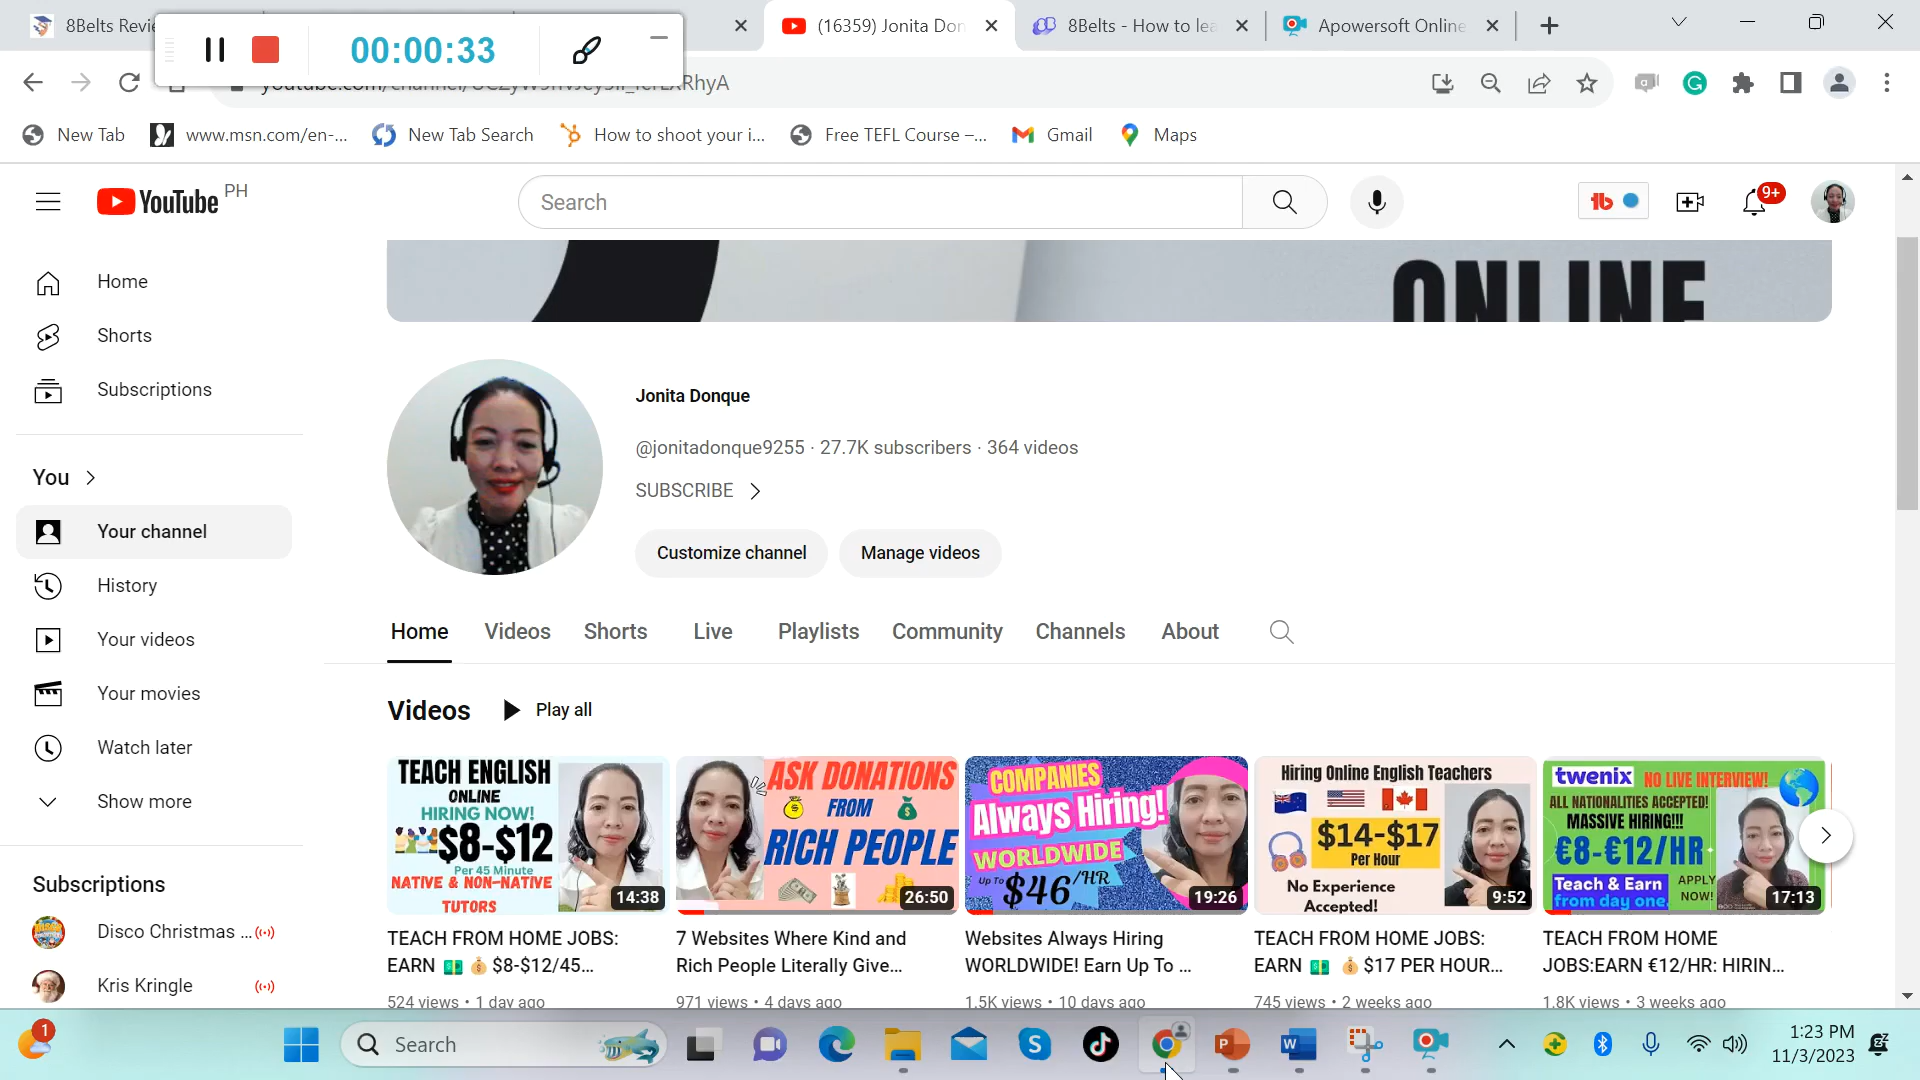 8Belts Revie
(16359) Jonita Don
8Belts - How to lea
Apowersoft Online
00:00:33
New Tab
www.msn.com/en-...
New Tab Search
How to shoot your i...
Free TEFL Course –...
Gmail
Maps
YouTube PH
Search
9+
Home
Shorts
Subscriptions
You
Your channel
History
Your videos
Your movies
Watch later
Show more
Subscriptions
Disco Christmas ...
Kris Kringle
ONLINE
Jonita Donque
@jonitadonque9255 · 27.7K subscribers · 364 videos
SUBSCRIBE
Customize channel
Manage videos
Home
Videos
Shorts
Live
Playlists
Community
Channels
About
Videos
Play all
TEACH ENGLISH
ONLINE
HIRING NOW!
$8-$12
Per 45 Minute
NATIVE & NON-NATIVE
TUTORS
14:38
TEACH FROM HOME JOBS:
EARN 💵 💰 $8-$12/45...
524 views • 1 day ago
ASK DONATIONS
FROM
RICH PEOPLE
26:50
7 Websites Where Kind and
Rich People Literally Give...
971 views • 4 days ago
COMPANIES
Always Hiring!
WORLDWIDE
Up To
$46/HR
19:26
Websites Always Hiring
WORLDWIDE! Earn Up To ...
1.5K views • 10 days ago
Hiring Online English Teachers
$14-$17
Per Hour
No Experience
Accepted!
9:52
TEACH FROM HOME JOBS:
EARN 💵 💰 $17 PER HOUR...
745 views • 2 weeks ago
twenix NO LIVE INTERVIEW!
ALL NATIONALITIES ACCEPTED!
MASSIVE HIRING!!!
€8-€12/HR
Teach & Earn
from day one.
APPLY
NOW!
17:13
TEACH FROM HOME
JOBS:EARN €12/HR: HIRIN...
1.8K views • 3 weeks ago
1
Search
1:23 PM
11/3/2023